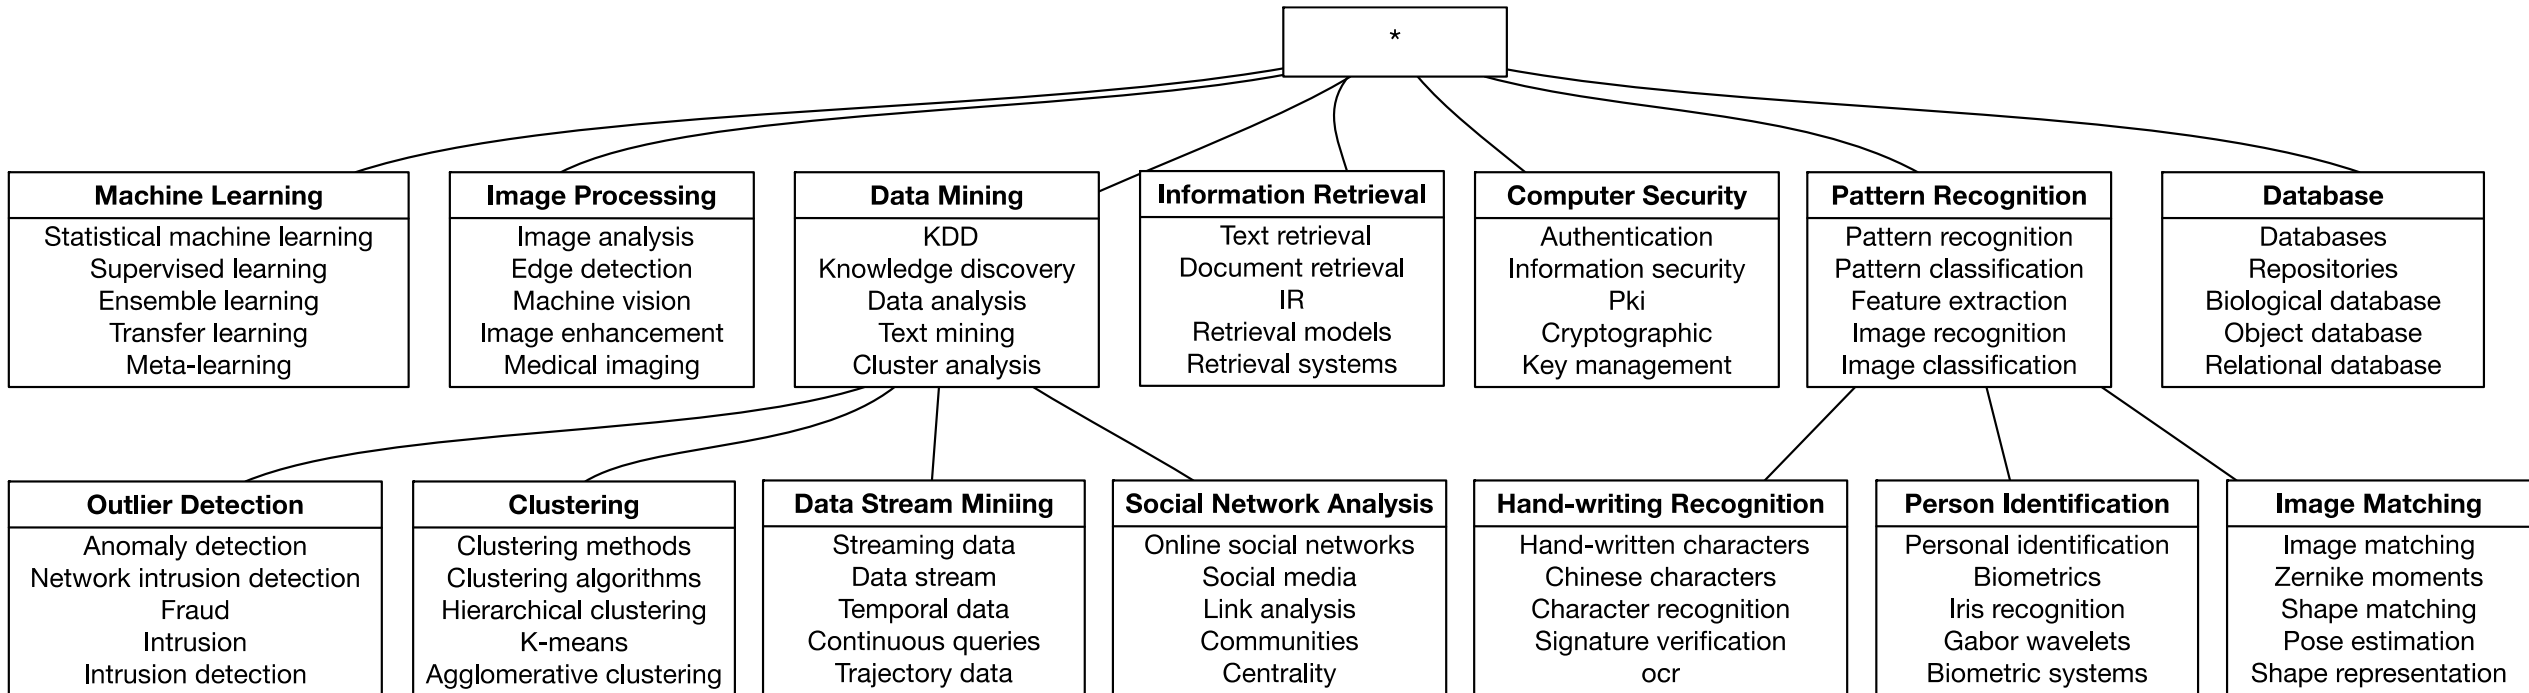 *
Machine Learning
Statistical machine learning
Supervised learning
Ensemble learning
Transfer learning
Meta-learning
Image Processing
Image analysis
Edge detection
Machine vision
Image enhancement
Medical imaging
Data Mining
KDD
Knowledge discovery
Data analysis
Text mining
Cluster analysis
Information Retrieval
Text retrieval
Document retrieval
IR
Retrieval models
Retrieval systems
Computer Security
Authentication
Information security
Pki
Cryptographic
Key management
Pattern Recognition
Pattern recognition
Pattern classification
Feature extraction
Image recognition
Image classification
Database
Databases
Repositories
Biological database
Object database
Relational database
Outlier Detection
Anomaly detection
Network intrusion detection
Fraud
Intrusion
Intrusion detection
Clustering
Clustering methods
Clustering algorithms
Hierarchical clustering
K-means
Agglomerative clustering
Data Stream Miniing
Streaming data
Data stream
Temporal data
Continuous queries
Trajectory data
Social Network Analysis
Online social networks
Social media
Link analysis
Communities
Centrality
Hand-writing Recognition
Hand-written characters
Chinese characters
Character recognition
Signature verification
ocr
Person Identification
Personal identification
Biometrics
Iris recognition
Gabor wavelets
Biometric systems
Image Matching
Image matching
Zernike moments
Shape matching
Pose estimation
Shape representation